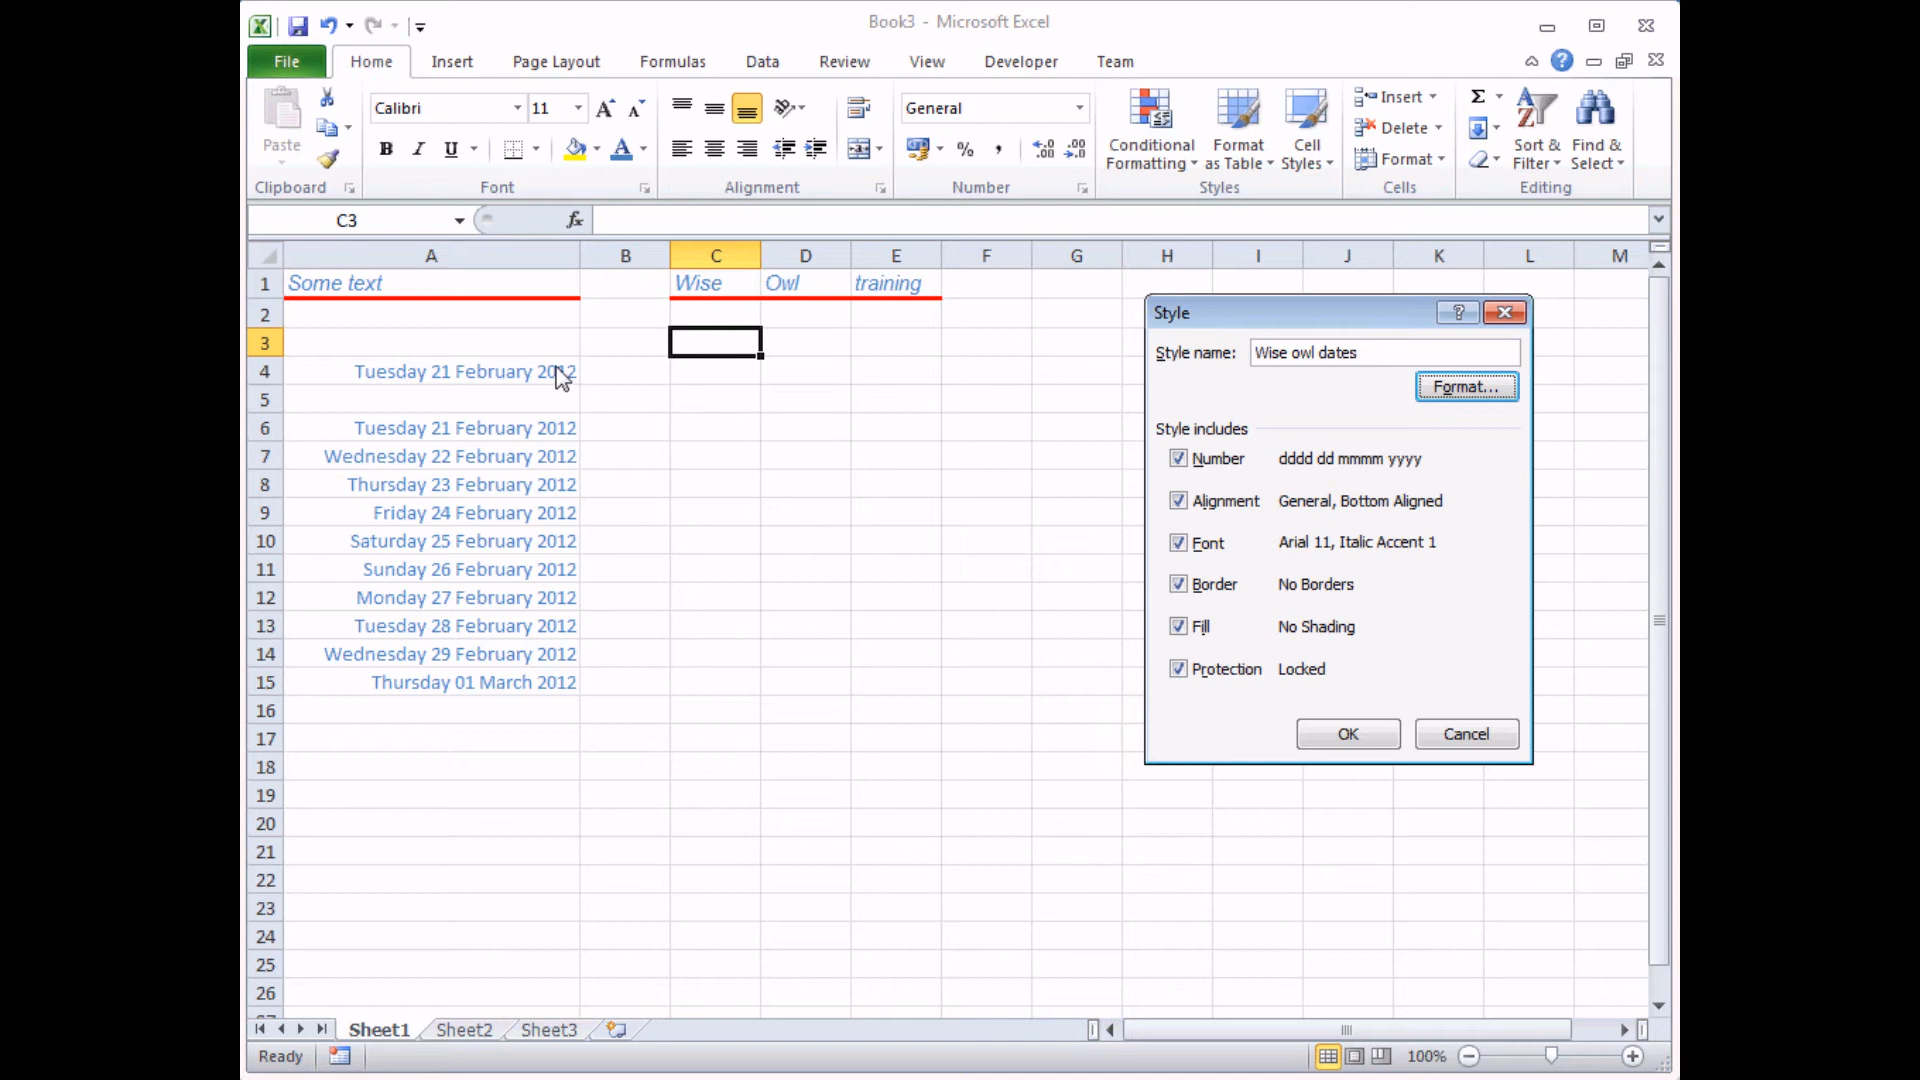 Book3 - Microsoft Excel
File Home Insert Page Layout Formulas Data Review View Developer Team
Paste
Clipboard
Calibri 11
B I U A
Font
Alignment
General
% ,
Number
Conditional Formatting
Format as Table
Cell Styles
Styles
Insert
Delete
Format
Cells
Σ
Sort & Filter
Find & Select
Editing
C3 fx
A B C D E F G H I J K L M
1 Some text Wise Owl training
2
3
4 Tuesday 21 February 2012
5
6 Tuesday 21 February 2012
7 Wednesday 22 February 2012
8 Thursday 23 February 2012
9 Friday 24 February 2012
10 Saturday 25 February 2012
11 Sunday 26 February 2012
12 Monday 27 February 2012
13 Tuesday 28 February 2012
14 Wednesday 29 February 2012
15 Thursday 01 March 2012
16
17
18
19
20
21
22
23
24
25
26
Style
Style name: Wise owl dates
Format...
Style includes
Number dddd dd mmmm yyyy
Alignment General, Bottom Aligned
Font Arial 11, Italic Accent 1
Border No Borders
Fill No Shading
Protection Locked
OK Cancel
Sheet1 Sheet2 Sheet3
Ready 100%